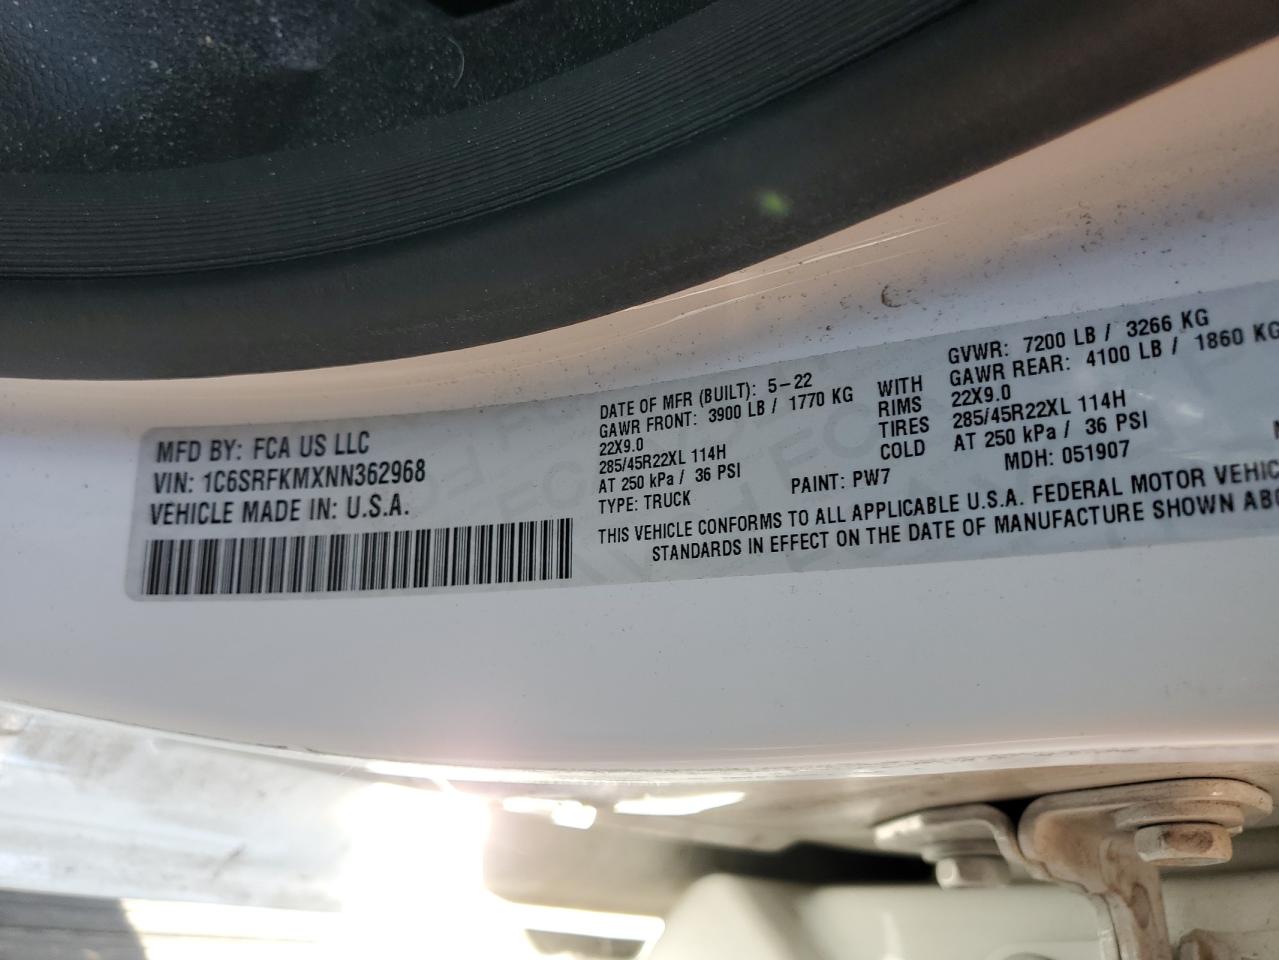 MFD BY: FCA US LLC
VIN: 1C6SRFKMXNN362968
VEHICLE MADE IN: U.S.A.
DATE OF MFR (BUILT): 5-22
GAWR FRONT: 3900 LB / 1770 KG WITH
22X9.0 RIMS
285/45R22XL 114H TIRES
AT 250 kPa / 36 PSI COLD
TYPE: TRUCK PAINT: PW7
GVWR: 7200 LB / 3266 KG
GAWR REAR: 4100 LB / 1860 KG
22X9.0
285/45R22XL 114H
AT 250 kPa / 36 PSI
MDH: 051907
THIS VEHICLE CONFORMS TO ALL APPLICABLE U.S.A. FEDERAL MOTOR VEHIC
STANDARDS IN EFFECT ON THE DATE OF MANUFACTURE SHOWN AB